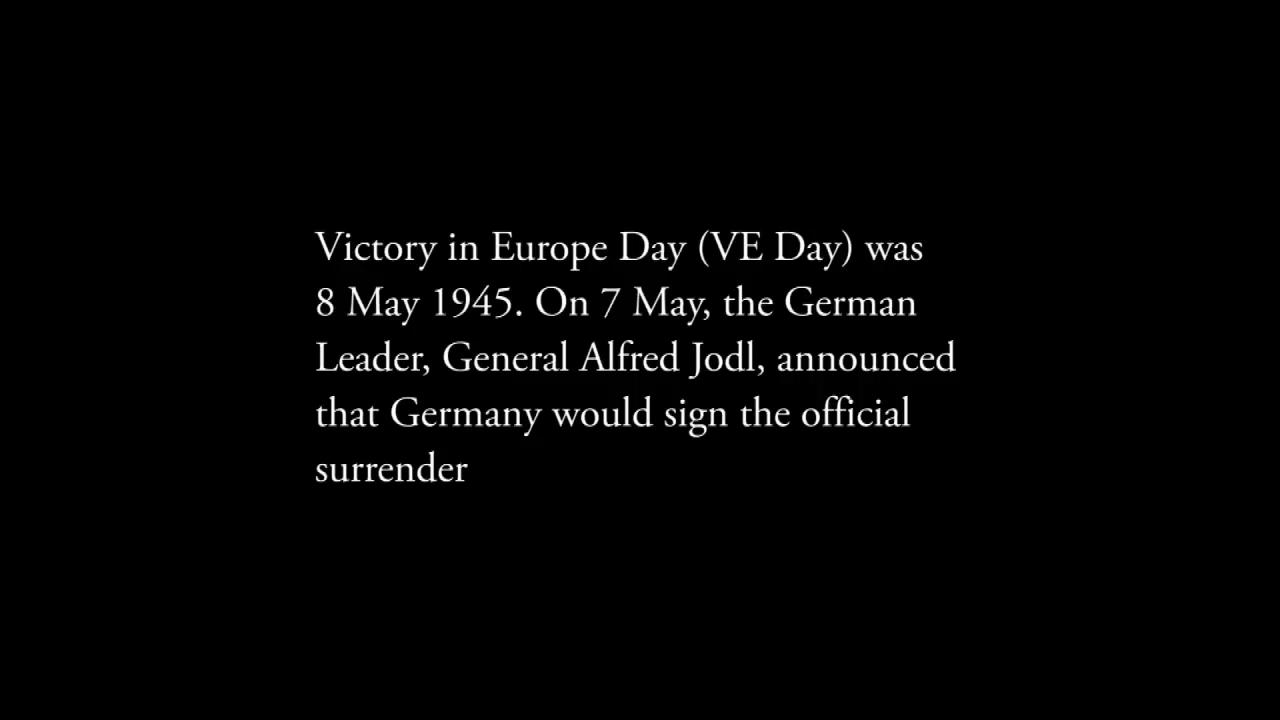 Victory in Europe Day (VE Day) was
8 May 1945. On 7 May, the German
Leader, General Alfred Jodl, announced
that Germany would sign the official
surrender